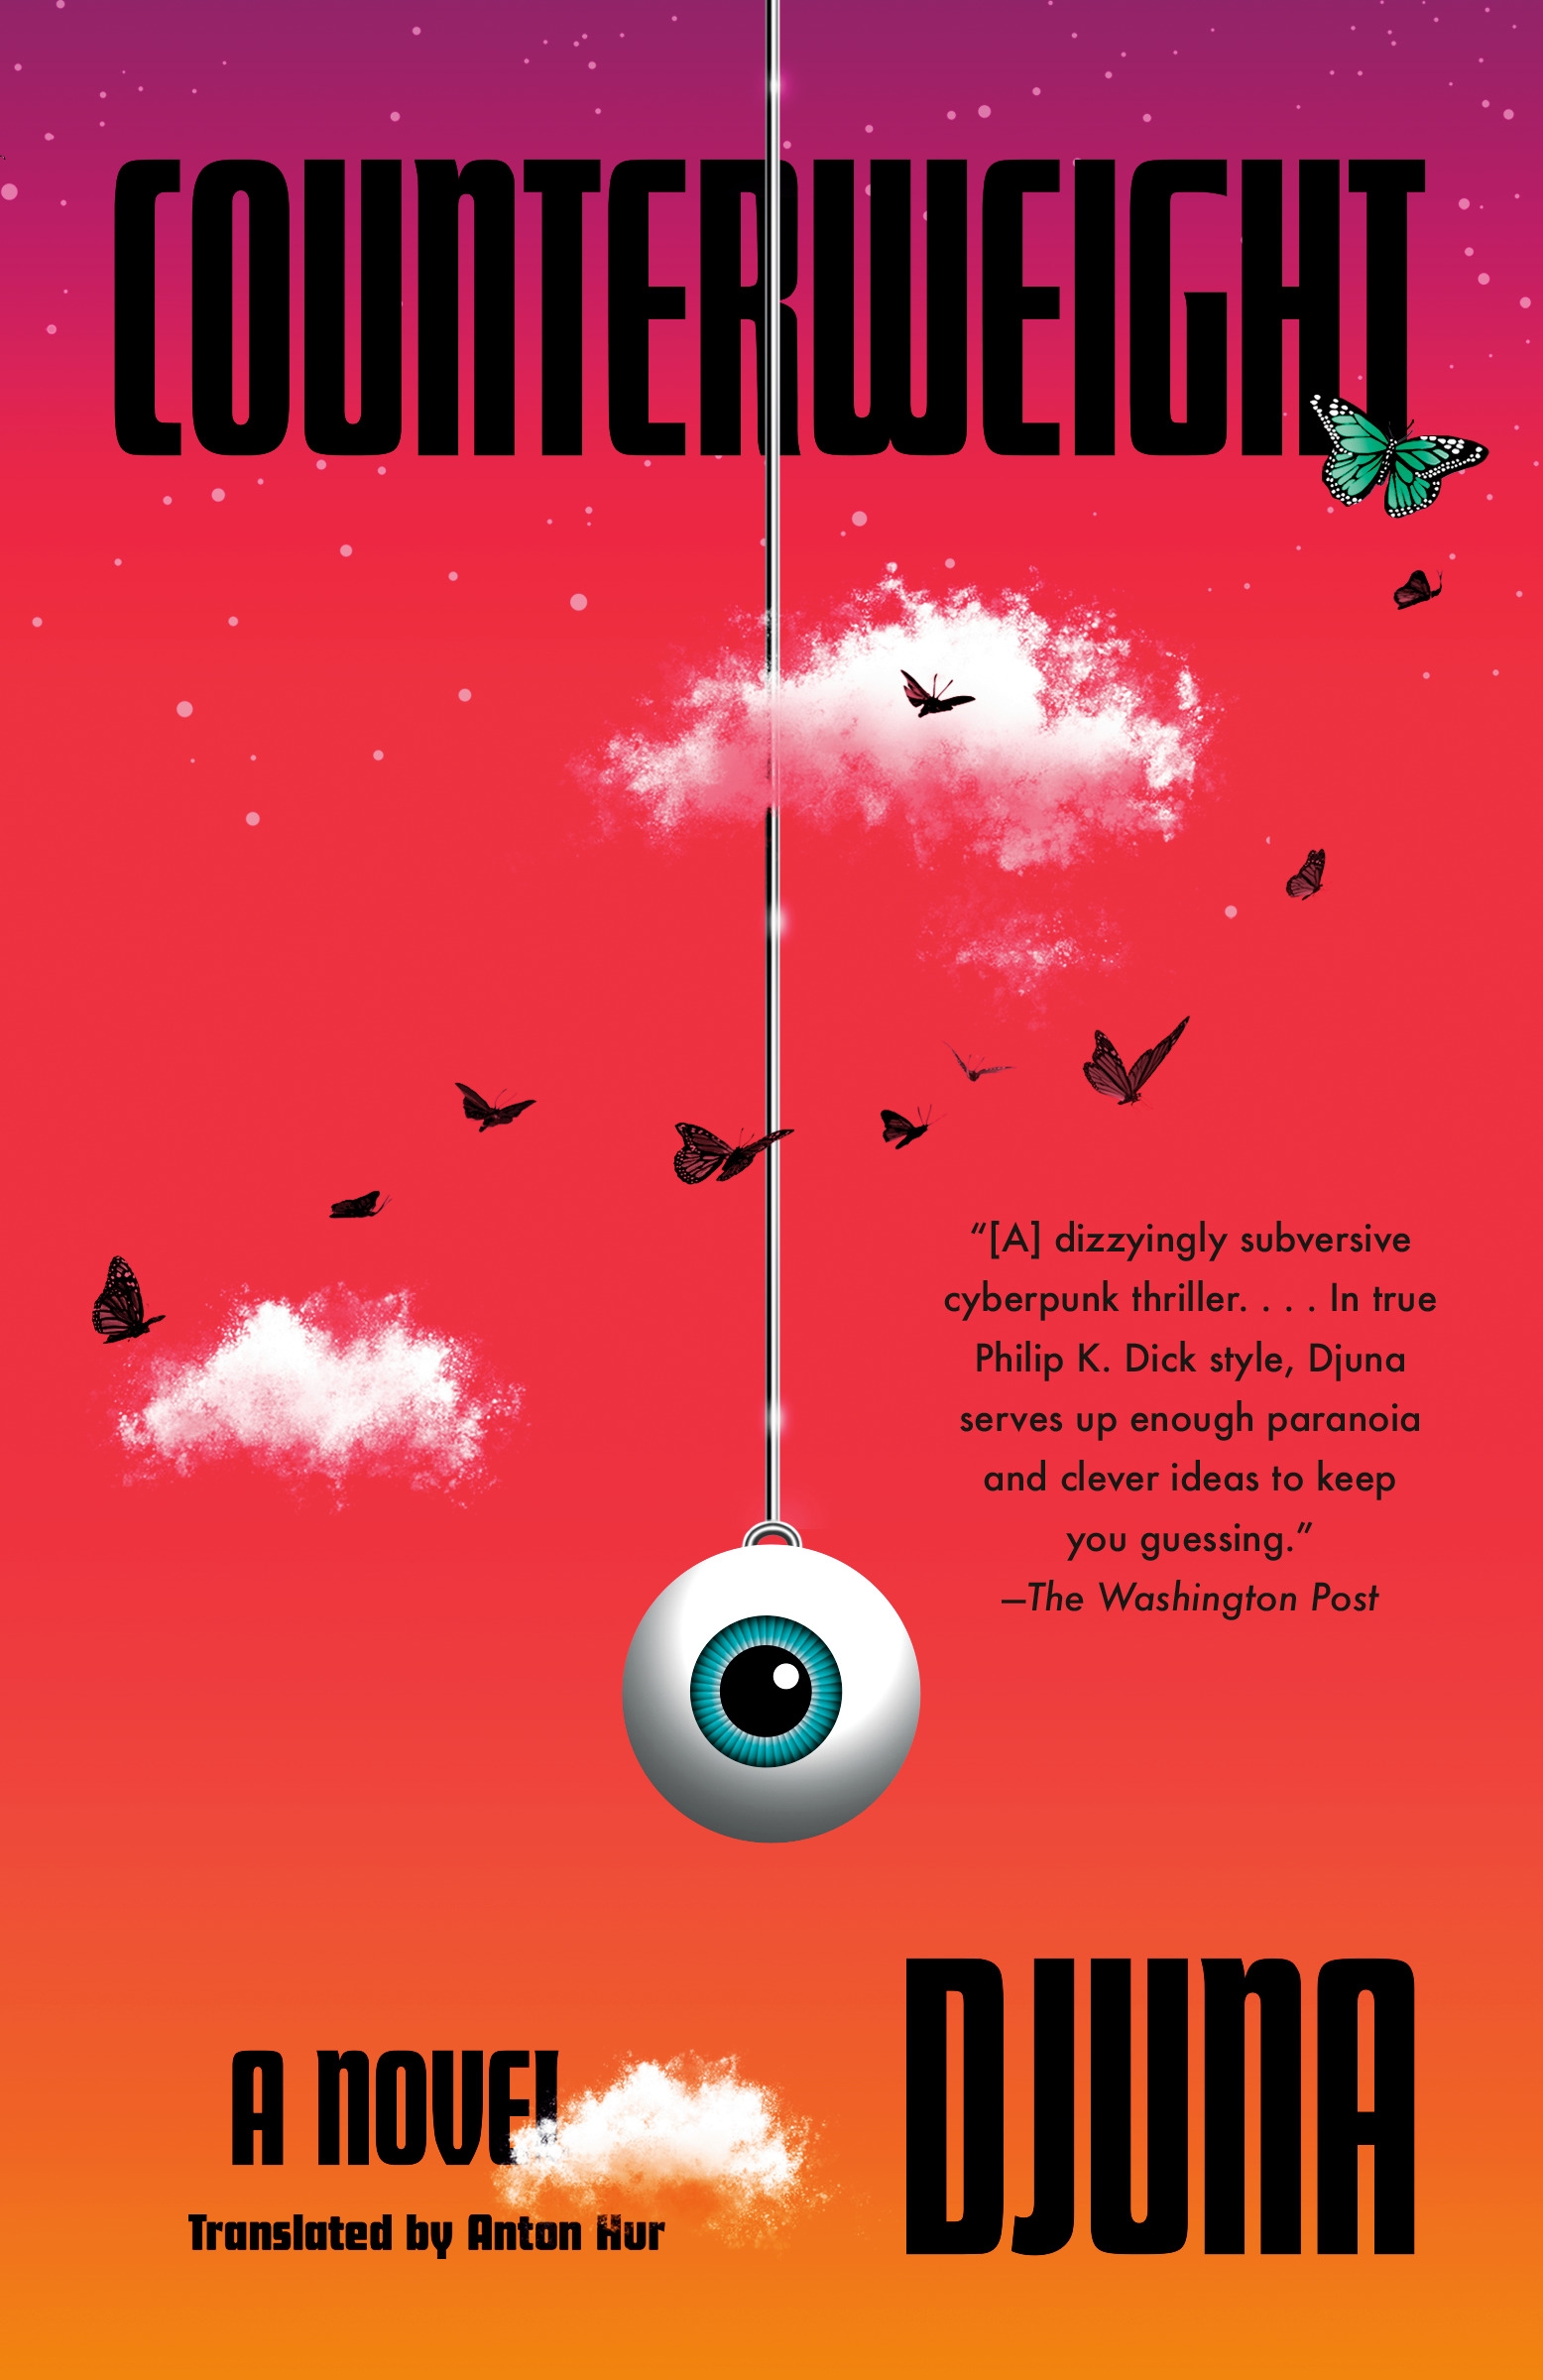 COUNTERWEIGHT
“[A] dizzyingly subversive
cyberpunk thriller. . . . In true
Philip K. Dick style, Djuna
serves up enough paranoia
and clever ideas to keep
you guessing.”
—The Washington Post
A NOVEL
Translated by Anton Hur
DJUNA